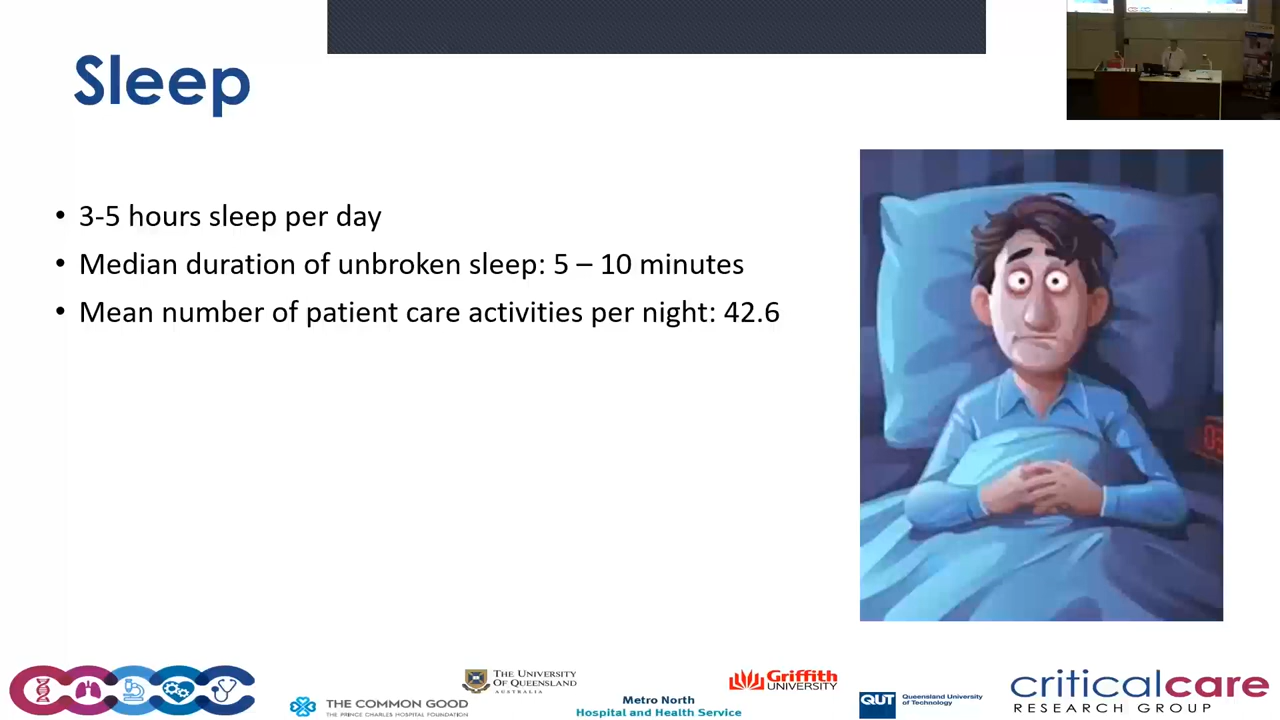 Sleep
• 3-5 hours sleep per day
• Median duration of unbroken sleep: 5 – 10 minutes
• Mean number of patient care activities per night: 42.6
THE COMMON GOOD
THE PRINCE CHARLES HOSPITAL FOUNDATION
THE UNIVERSITY
OF QUEENSLAND
AUSTRALIA
Metro North
Hospital and Health Service
Griffith
UNIVERSITY
QUT
Queensland University
of Technology
criticalcare
RESEARCH GROUP